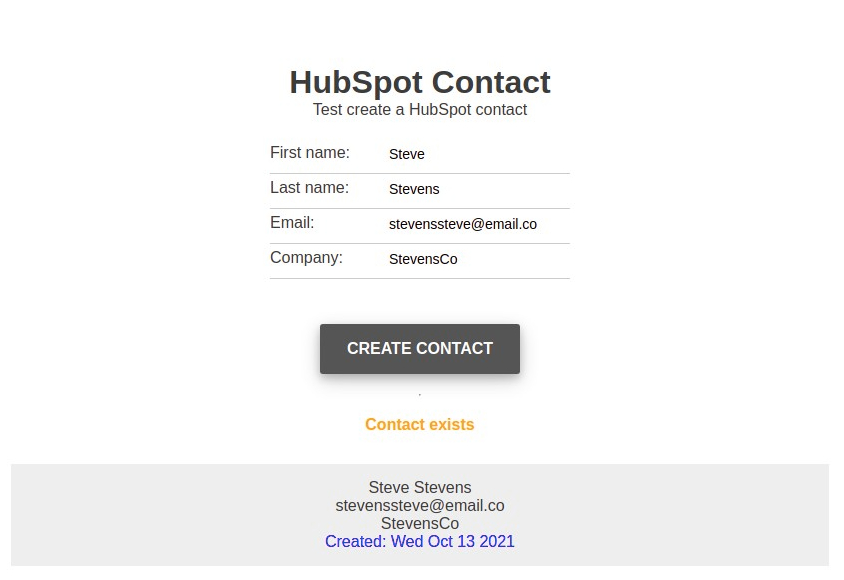 HubSpot Contact
Test create a HubSpot contact
First name: Steve
Last name: Stevens
Email: stevenssteve@email.co
Company: StevensCo
CREATE CONTACT
.
Contact exists
Steve Stevens
stevenssteve@email.co
StevensCo
Created: Wed Oct 13 2021